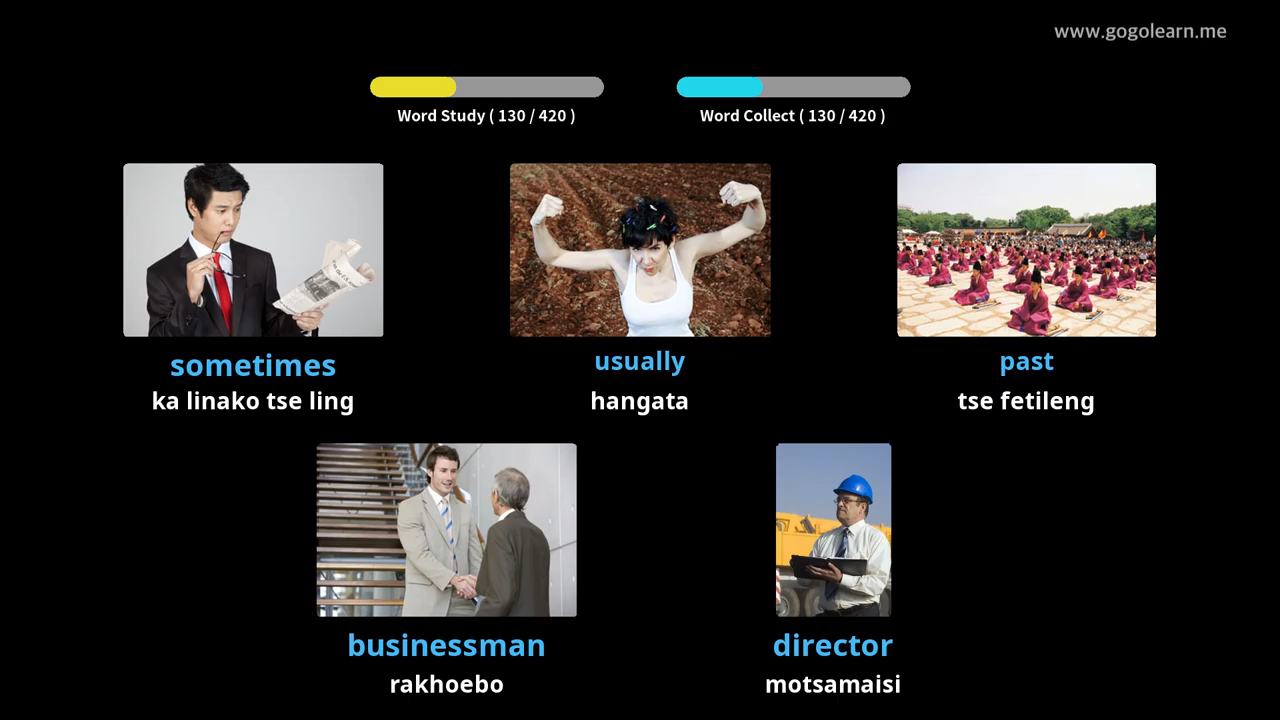 www.gogolearn.me
Word Study ( 130 / 420 )
Word Collect ( 130 / 420 )
sometimes
ka linako tse ling
usually
hangata
past
tse fetileng
businessman
rakhoebo
director
motsamaisi